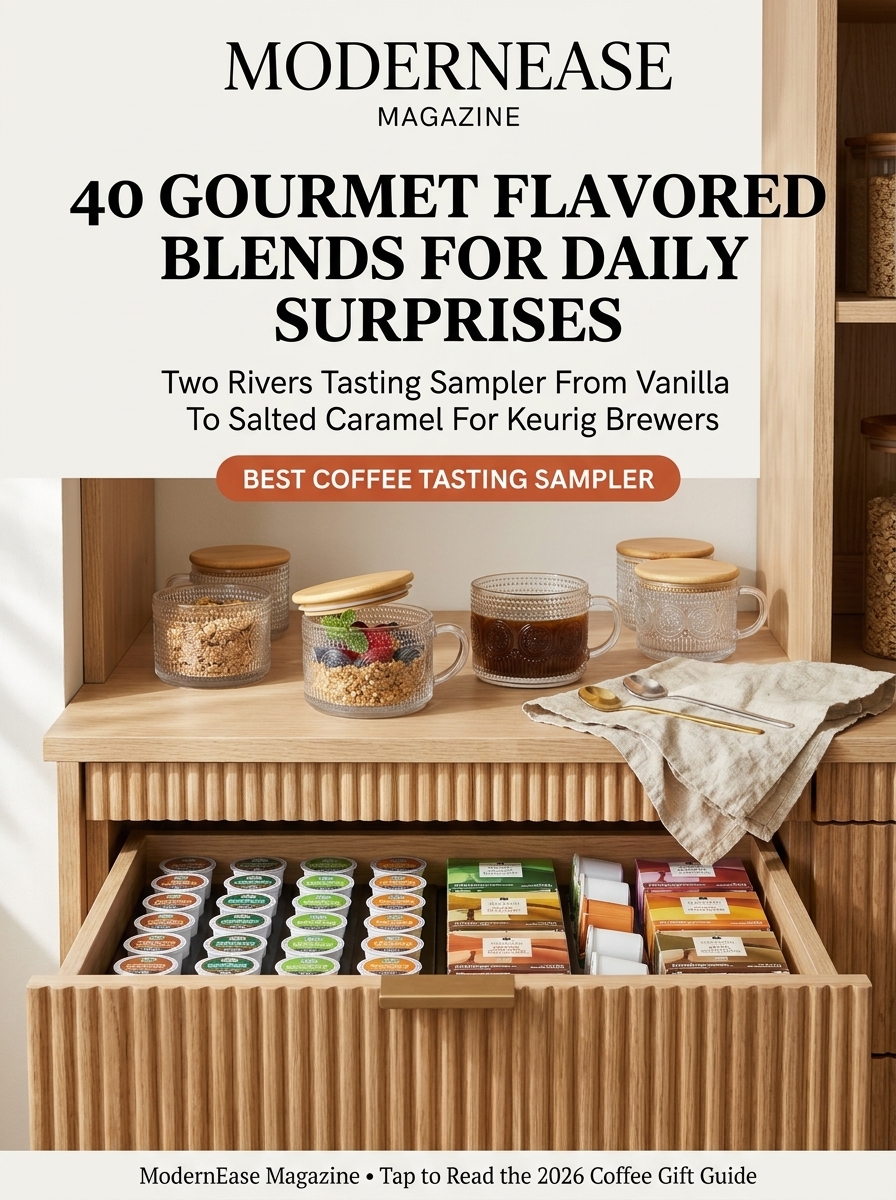 MODERNEASE
MAGAZINE
40 GOURMET FLAVORED
BLENDS FOR DAILY
SURPRISES
Two Rivers Tasting Sampler From Vanilla
To Salted Caramel For Keurig Brewers
BEST COFFEE TASTING SAMPLER
ModernEase Magazine • Tap to Read the 2026 Coffee Gift Guide